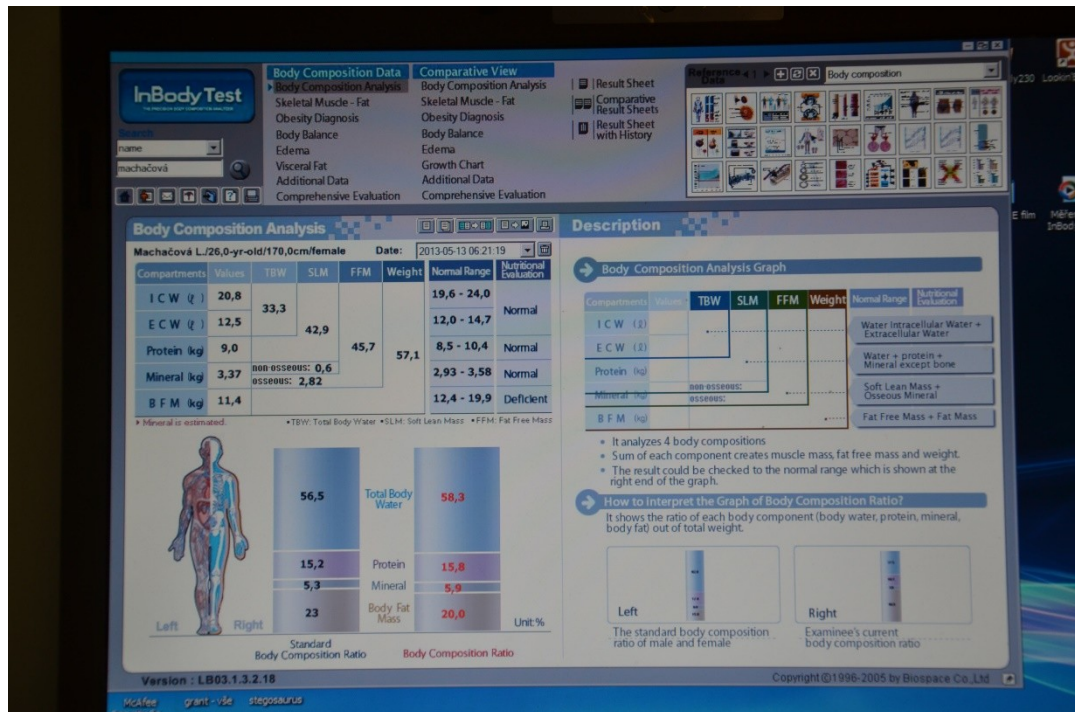 InBody Test
Search
name
machačová
Body Composition Data
Body Composition Analysis
Skeletal Muscle - Fat
Obesity Diagnosis
Body Balance
Edema
Visceral Fat
Additional Data
Comprehensive Evaluation
Comparative View
Body Composition Analysis
Skeletal Muscle - Fat
Obesity Diagnosis
Body Balance
Edema
Growth Chart
Additional Data
Comprehensive Evaluation
Result Sheet
Comparative
Result Sheets
Result Sheet
with History
Reference
Data
1
Body composition
Body Composition Analysis
Machačová L./26,0-yr-old/170,0cm/female Date: 2013-05-13 06:21:19
Compartments Values TBW SLM FFM Weight Normal Range Nutritional Evaluation
ICW (ℓ) 20,8 33,3 42,9 45,7 57,1 19,6 - 24,0 Normal
ECW (ℓ) 12,5 12,0 - 14,7
Protein (kg) 9,0 8,5 - 10,4 Normal
Mineral (kg) 3,37 non-osseous: 0,6 osseous: 2,82 2,93 - 3,58 Normal
BFM (kg) 11,4 12,4 - 19,9 Deficient
Mineral is estimated. •TBW: Total Body Water •SLM: Soft Lean Mass •FFM: Fat Free Mass
56,5 Total Body Water 58,3
15,2 Protein 15,8
5,3 Mineral 5,9
23 Body Fat Mass 20,0
Unit:%
Left Right
Standard
Body Composition Ratio
Body Composition Ratio
Description
Body Composition Analysis Graph
Compartments Values TBW SLM FFM Weight Normal Range Nutritional Evaluation
ICW (ℓ)
ECW (ℓ)
Protein (kg)
Mineral (kg) non-osseous: osseous:
BFM (kg)
Water Intracellular Water +
Extracellular Water
Water + protein +
Mineral except bone
Soft Lean Mass +
Osseous Mineral
Fat Free Mass + Fat Mass
• It analyzes 4 body compositions
• Sum of each component creates muscle mass, fat free mass and weight.
• The result could be checked to the normal range which is shown at the
right end of the graph.
How to interpret the Graph of Body Composition Ratio?
It shows the ratio of each body component (body water, protein, mineral,
body fat) out of total weight.
Left
The standard body composition
ratio of male and female
Right
Examinee's current
body composition ratio
Version : LB03.1.3.2.18
Copyright©1996-2005 by Biospace Co.,Ltd
McAfee grant - vše stegosaurus
E film